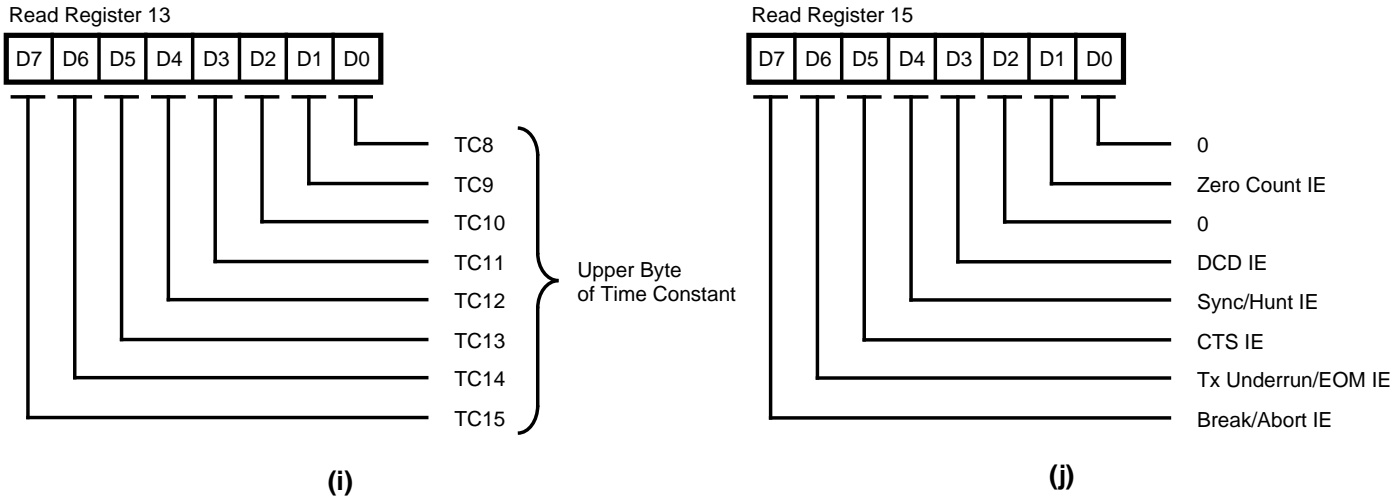 Read Register 13
D7 D6 D5 D4 D3 D2 D1 D0
TC8
TC9
TC10
TC11
TC12
TC13
TC14
TC15
Upper Byte
of Time Constant
(i)
Read Register 15
D7 D6 D5 D4 D3 D2 D1 D0
0
Zero Count IE
0
DCD IE
Sync/Hunt IE
CTS IE
Tx Underrun/EOM IE
Break/Abort IE
(j)